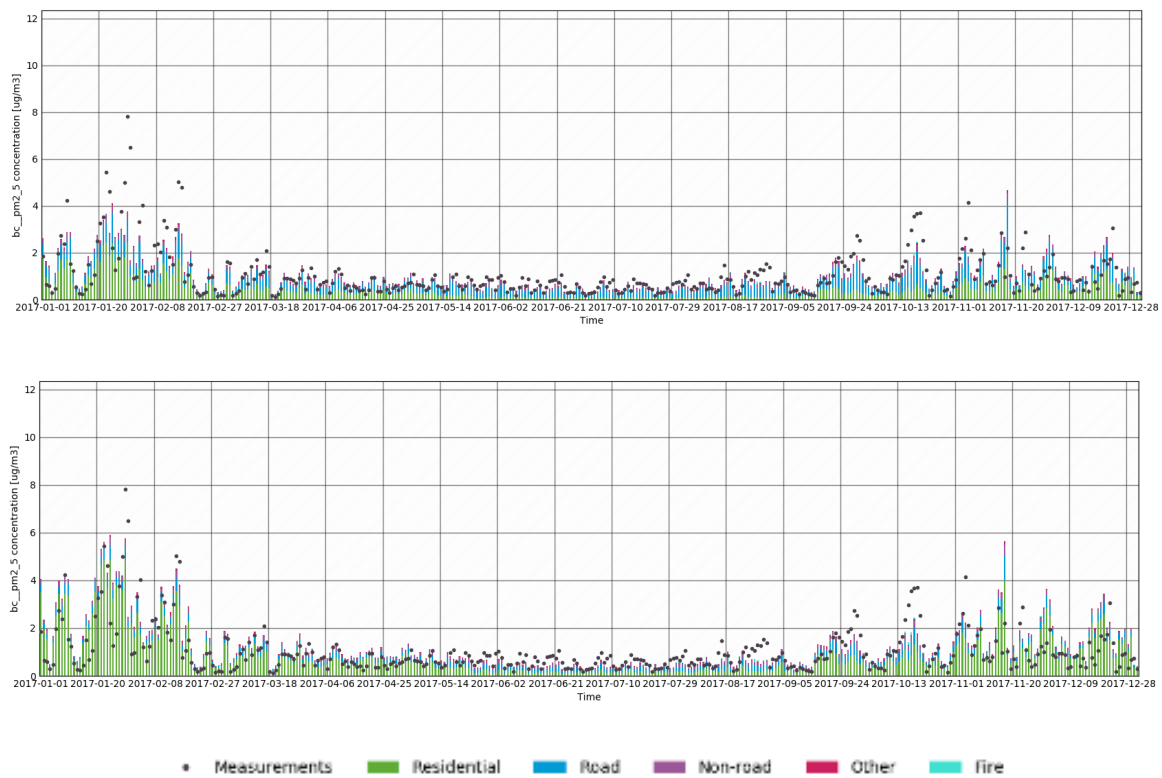 12
10
8
6
4
2
0
bc_pm2_5 concentration [ug/m3]
2017-01-01 2017-01-20 2017-02-08 2017-02-27 2017-03-18 2017-04-06 2017-04-25 2017-05-14 2017-06-02 2017-06-21 2017-07-10 2017-07-29 2017-08-17 2017-09-05 2017-09-24 2017-10-13 2017-11-01 2017-11-20 2017-12-09 2017-12-28
Time
12
10
8
6
4
2
0
bc_pm2_5 concentration [ug/m3]
2017-01-01 2017-01-20 2017-02-08 2017-02-27 2017-03-18 2017-04-06 2017-04-25 2017-05-14 2017-06-02 2017-06-21 2017-07-10 2017-07-29 2017-08-17 2017-09-05 2017-09-24 2017-10-13 2017-11-01 2017-11-20 2017-12-09 2017-12-28
Time
Measurements Residential Road Non-road Other Fire